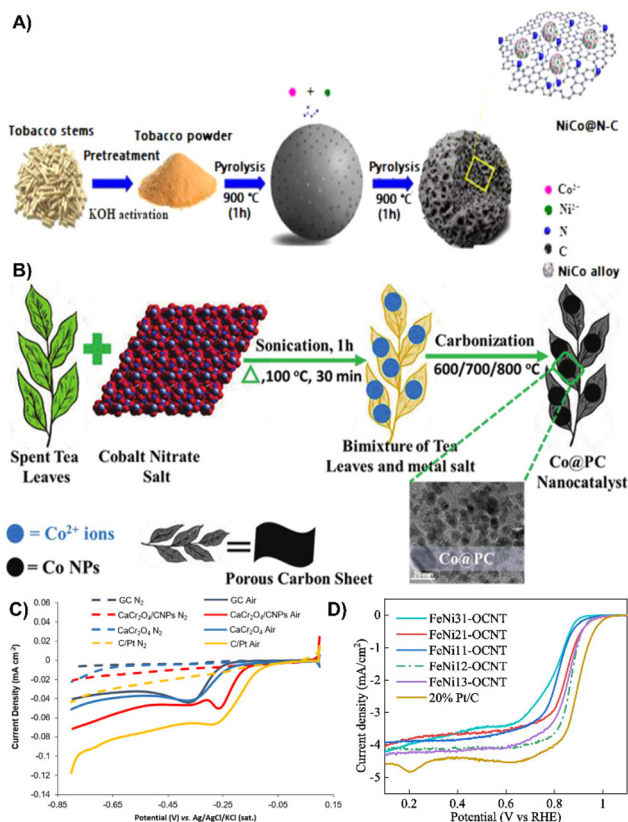 A)
NiCo@N-C
Tobacco stems
Tobacco powder
Pretreatment
KOH activation
Pyrolysis
900 °C
(1h)
Pyrolysis
900 °C
(1h)
Co²⁻
Ni²⁻
N
C
NiCo alloy
B)
Sonication, 1h
△,100 °C, 30 min
Carbonization
600/700/800 °C
Spent Tea
Leaves
Cobalt Nitrate
Salt
Bimixture of Tea
Leaves and metal salt
Co@PC
Nanocatalyst
= Co²⁺ ions
= Co NPs
=
Porous Carbon Sheet
Co@PC
C)
GC N₂
GC Air
CaCr₂O₄/CNPs N₂
CaCr₂O₄/CNPs Air
CaCr₂O₄ N₂
CaCr₂O₄ Air
C/Pt N₂
C/Pt Air
Current Density (mA cm⁻²)
0.06
0.04
0.02
0
-0.02
-0.04
-0.06
-0.08
-0.1
-0.12
-0.14
-0.85
-0.65
-0.45
-0.25
-0.05
0.15
Potential (V) vs. Ag/AgCl/KCl (sat.)
D)
FeNi31-OCNT
FeNi21-OCNT
FeNi11-OCNT
FeNi12-OCNT
FeNi13-OCNT
20% Pt/C
Current density (mA/cm²)
0
-1
-2
-3
-4
-5
0.2
0.4
0.6
0.8
1.0
Potential (V vs RHE)